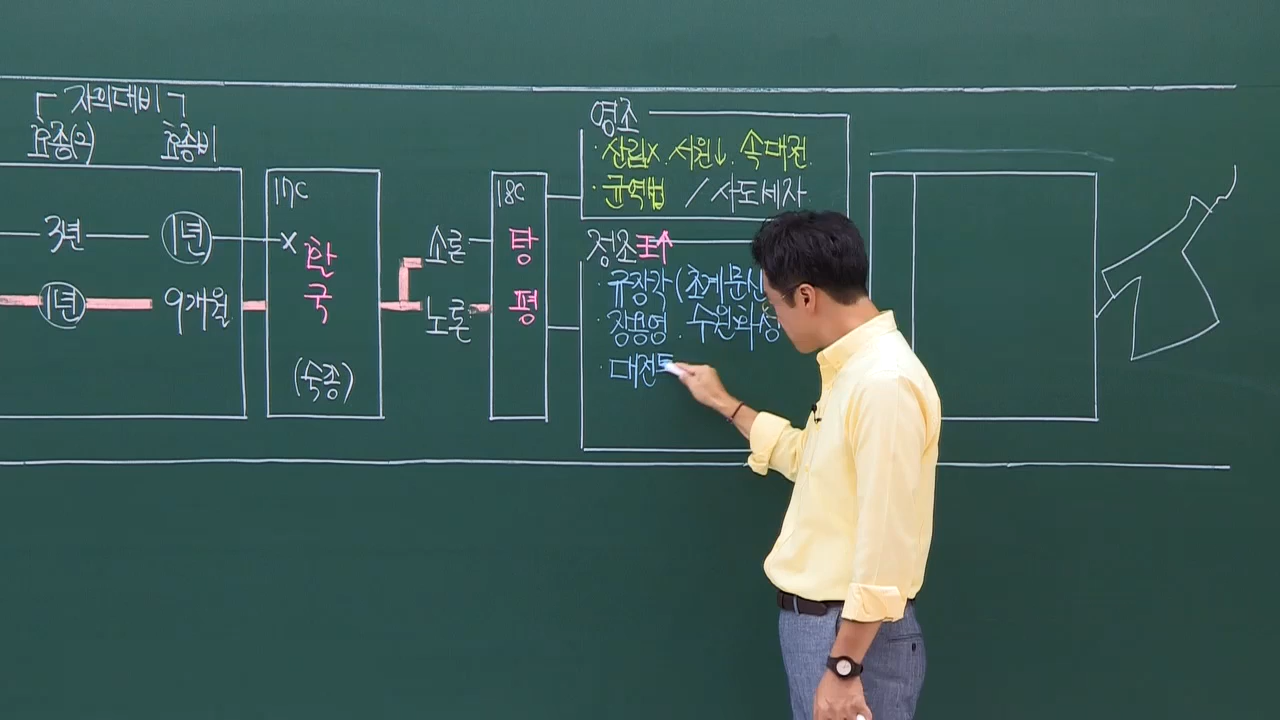 자의대비
효종(의) 효종비
3년 1년
1년 9개월
17C
환
국
(숙종)
소론
노론
18C
탕
평
영조
· 산림x. 서원↓. 속대전
· 균역법 / 사도세자
정조 王↑
· 규장각 (초계문신
· 장용영. 수원화성
· 대전통